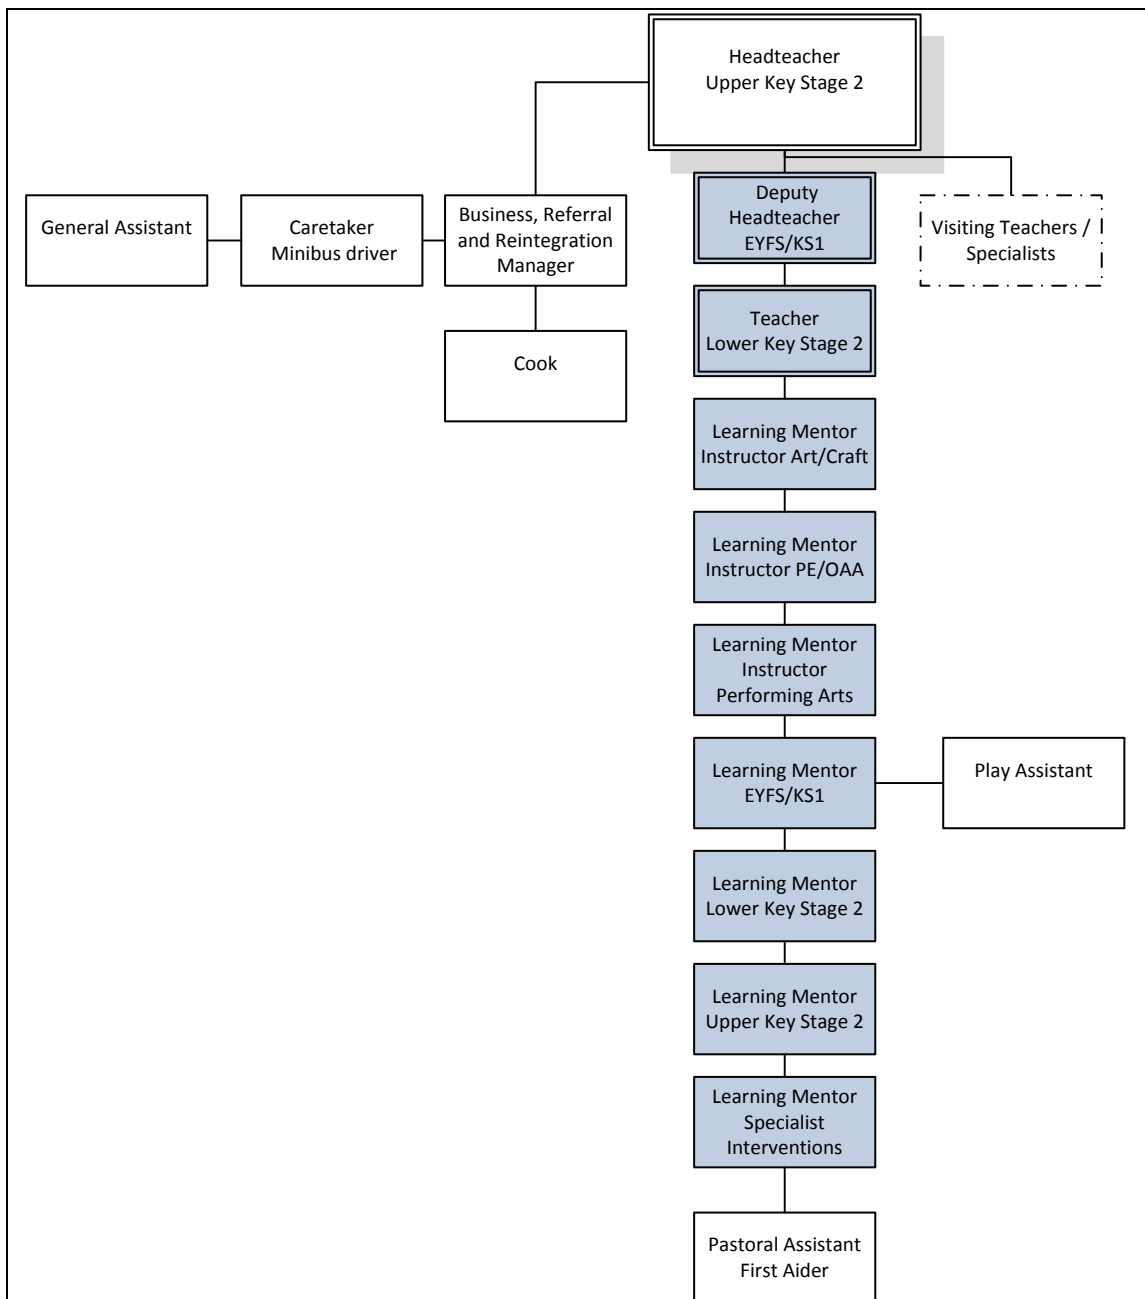 Headteacher
Upper Key Stage 2
General Assistant
Caretaker
Minibus driver
Business, Referral
and Reintegration
Manager
Deputy
Headteacher
EYFS/KS1
Visiting Teachers /
Specialists
Cook
Teacher
Lower Key Stage 2
Learning Mentor
Instructor Art/Craft
Learning Mentor
Instructor PE/OAA
Learning Mentor
Instructor
Performing Arts
Learning Mentor
EYFS/KS1
Play Assistant
Learning Mentor
Lower Key Stage 2
Learning Mentor
Upper Key Stage 2
Learning Mentor
Specialist
Interventions
Pastoral Assistant
First Aider